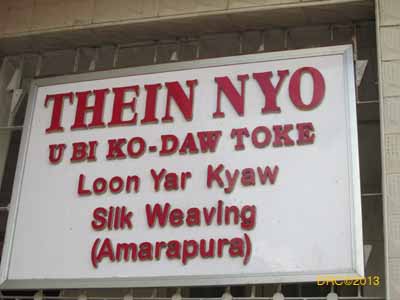 THEIN NYO
U BI KO-DAW TOKE
Loon Yar Kyaw
Silk Weaving
(Amarapura)
DRC©2013